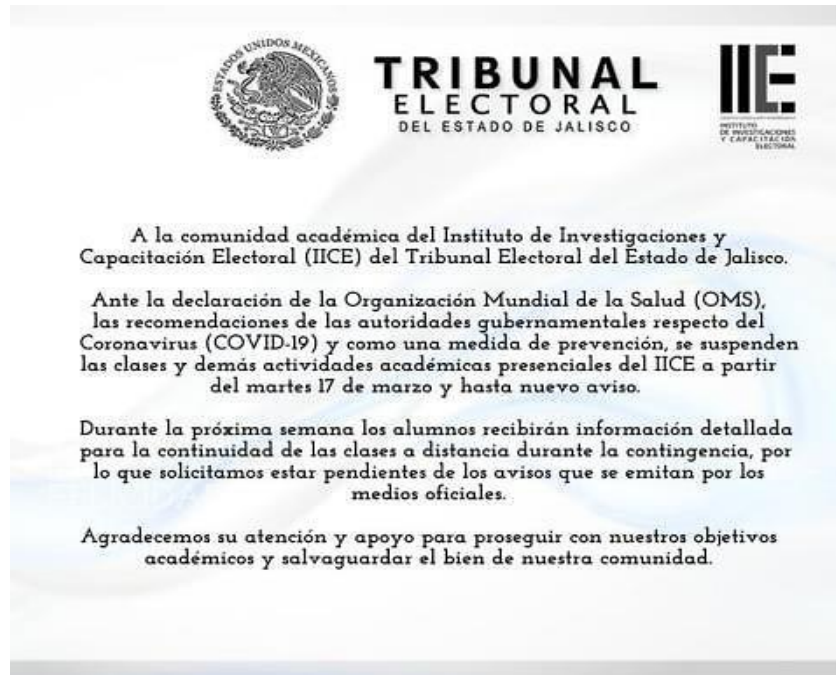 ESTADOS UNIDOS MEXICANOS
TRIBUNAL
ELECTORAL
DEL ESTADO DE JALISCO
IICE
INSTITUTO
DE INVESTIGACIONES
Y CAPACITACIÓN
ELECTORAL
A la comunidad académica del Instituto de Investigaciones y
Capacitación Electoral (IICE) del Tribunal Electoral del Estado de Jalisco.
Ante la declaración de la Organización Mundial de la Salud (OMS),
las recomendaciones de las autoridades gubernamentales respecto del
Coronavirus (COVID-19) y como una medida de prevención, se suspenden
las clases y demás actividades académicas presenciales del IICE a partir
del martes 17 de marzo y hasta nuevo aviso.
Durante la próxima semana los alumnos recibirán información detallada
para la continuidad de las clases a distancia durante la contingencia, por
lo que solicitamos estar pendientes de los avisos que se emitan por los
medios oficiales.
Agradecemos su atención y apoyo para proseguir con nuestros objetivos
académicos y salvaguardar el bien de nuestra comunidad.